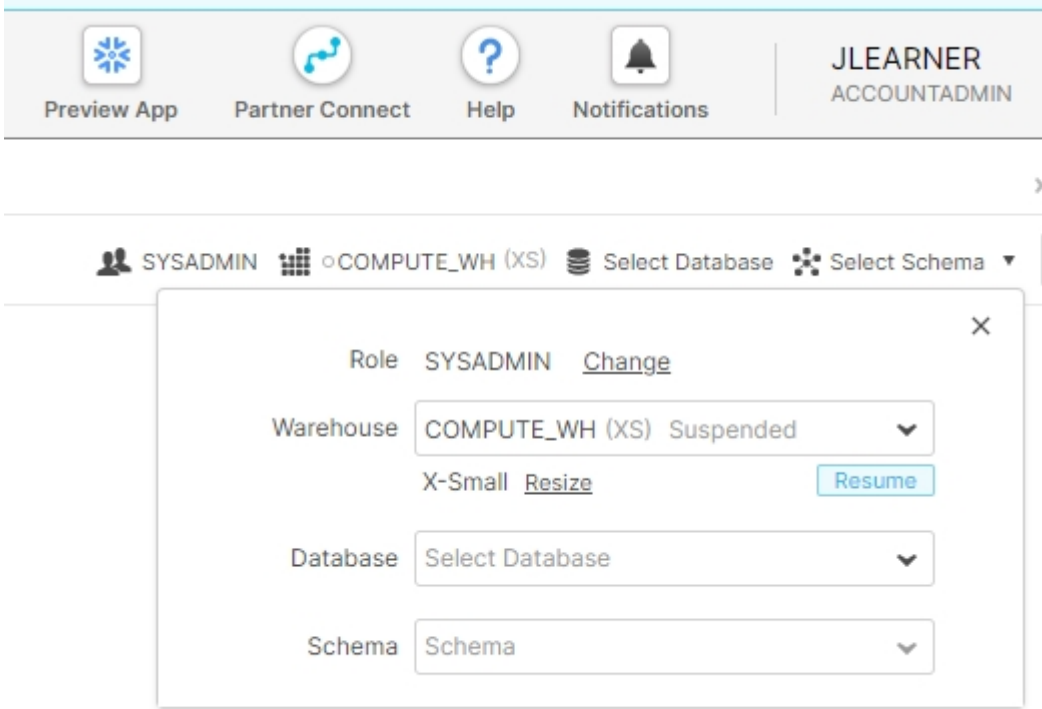 Preview App Partner Connect Help Notifications JLEARNER
ACCOUNTADMIN
SYSADMIN COMPUTE_WH (XS) Select Database Select Schema
Role SYSADMIN Change
Warehouse COMPUTE_WH (XS) Suspended
X-Small Resize Resume
Database Select Database
Schema Schema